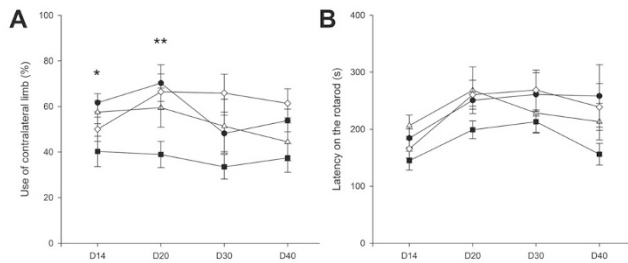 A
Use of contralateral limb (%)
100
80
60
40
20
0
*
**
D14 D20 D30 D40
B
Latency on the rotarod (s)
400
300
200
100
0
D14 D20 D30 D40